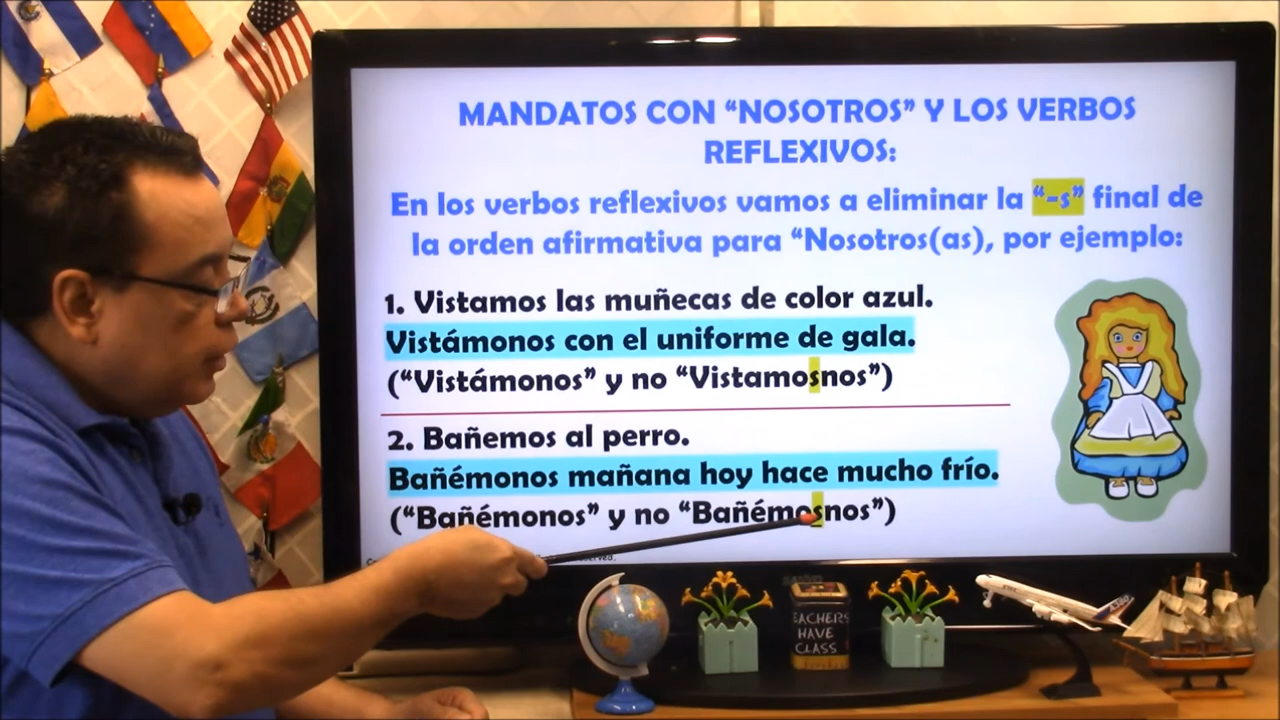 MANDATOS CON “NOSOTROS” Y LOS VERBOS
REFLEXIVOS:
En los verbos reflexivos vamos a eliminar la “-s” final de
la orden afirmativa para “Nosotros(as), por ejemplo:
1. Vistamos las muñecas de color azul.
Vistámonos con el uniforme de gala.
(“Vistámonos” y no “Vistamosnos”)
2. Bañemos al perro.
Bañémonos mañana hoy hace mucho frío.
(“Bañémonos” y no “Bañémosnos”)
TEACHERS
HAVE
CLASS